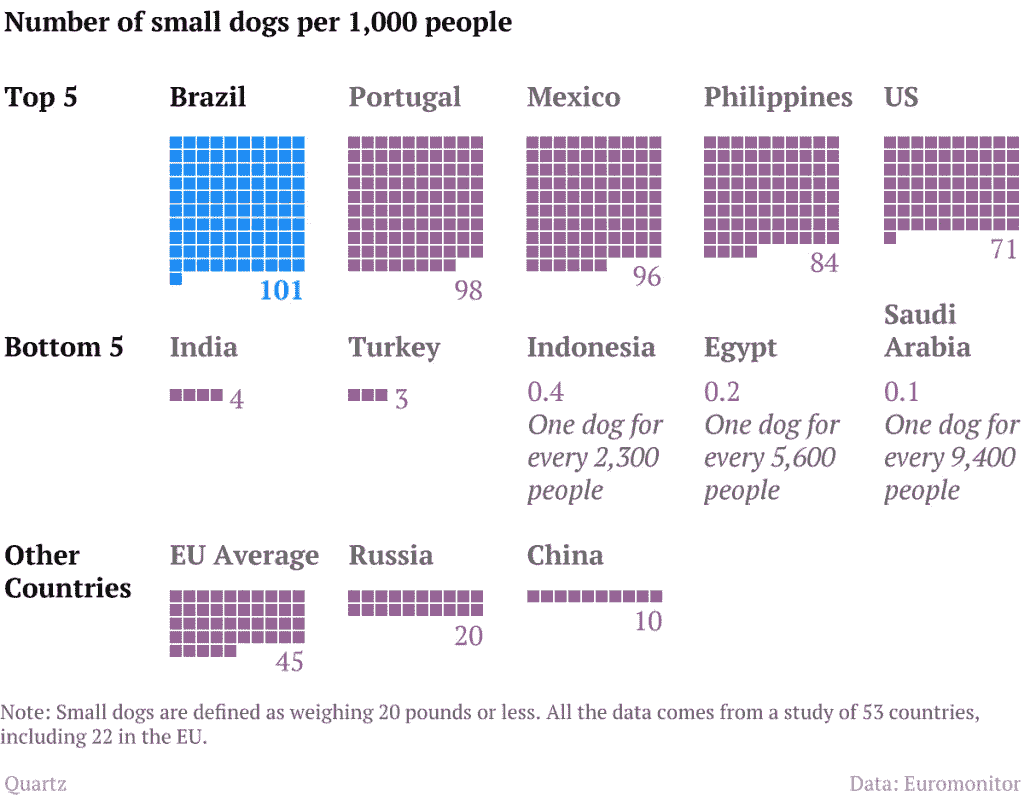 Number of small dogs per 1,000 people
Top 5
Brazil
Portugal
Mexico
Philippines
US
101
98
96
84
71
Bottom 5
India
Turkey
Indonesia
Egypt
Saudi
Arabia
4
3
0.4
One dog for
every 2,300
people
0.2
One dog for
every 5,600
people
0.1
One dog for
every 9,400
people
Other
Countries
EU Average
Russia
China
45
20
10
Note: Small dogs are defined as weighing 20 pounds or less. All the data comes from a study of 53 countries,
including 22 in the EU.
Quartz
Data: Euromonitor